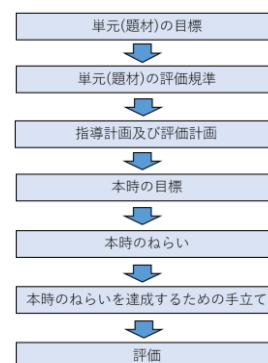 単元(題材)の目標
単元(題材)の評価規準
指導計画及び評価計画
本時の目標
本時のねらい
本時のねらいを達成するための手立て
評価